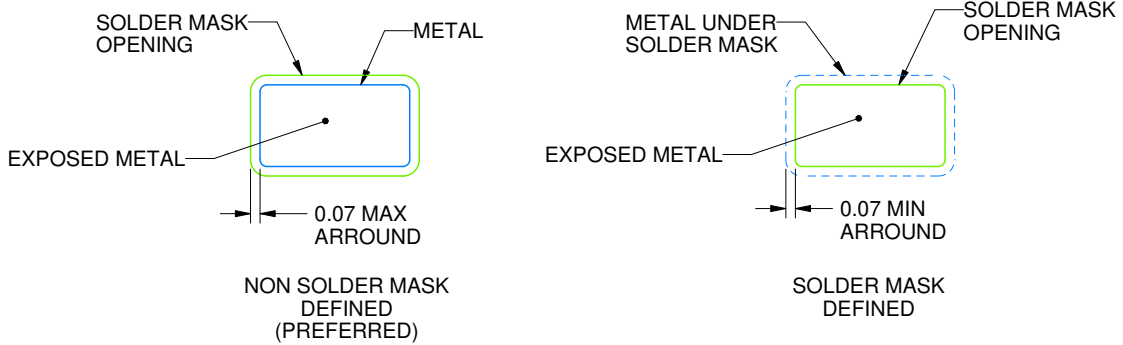 SOLDER MASK
OPENING
METAL
EXPOSED METAL
0.07 MAX
ARROUND
NON SOLDER MASK
DEFINED
(PREFERRED)
METAL UNDER
SOLDER MASK
SOLDER MASK
OPENING
EXPOSED METAL
0.07 MIN
ARROUND
SOLDER MASK
DEFINED